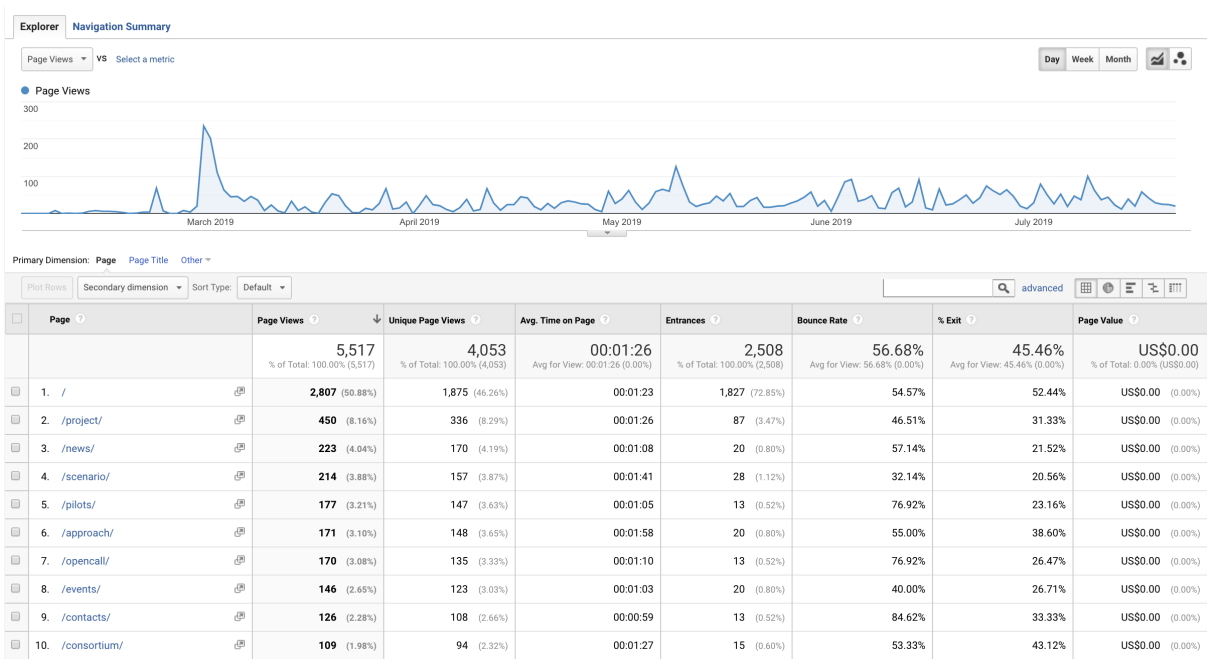 Explorer Navigation Summary
Page Views VS Select a metric Day Week Month
Page Views
300
200
100
March 2019 April 2019 May 2019 June 2019 July 2019
Primary Dimension: Page Page Title Other
Plot Rows Secondary dimension Sort Type: Default advanced
Page ? Page Views ? Unique Page Views ? Avg. Time on Page ? Entrances ? Bounce Rate ? % Exit ? Page Value ?
5,517 4,053 00:01:26 2,508 56.68% 45.46% US$0.00
% of Total: 100.00% (5,517) % of Total: 100.00% (4,053) Avg for View: 00:01:26 (0.00%) % of Total: 100.00% (2,508) Avg for View: 56.68% (0.00%) Avg for View: 45.46% (0.00%) % of Total: 0.00% (US$0.00)
1. / 2,807 (50.88%) 1,875 (46.26%) 00:01:23 1,827 (72.85%) 54.57% 52.44% US$0.00 (0.00%)
2. /project/ 450 (8.16%) 336 (8.29%) 00:01:26 87 (3.47%) 46.51% 31.33% US$0.00 (0.00%)
3. /news/ 223 (4.04%) 170 (4.19%) 00:01:08 20 (0.80%) 57.14% 21.52% US$0.00 (0.00%)
4. /scenario/ 214 (3.88%) 157 (3.87%) 00:01:41 28 (1.12%) 32.14% 20.56% US$0.00 (0.00%)
5. /pilots/ 177 (3.21%) 147 (3.63%) 00:01:05 13 (0.52%) 76.92% 23.16% US$0.00 (0.00%)
6. /approach/ 171 (3.10%) 148 (3.65%) 00:01:58 20 (0.80%) 55.00% 38.60% US$0.00 (0.00%)
7. /opencall/ 170 (3.08%) 135 (3.33%) 00:01:10 13 (0.52%) 76.92% 26.47% US$0.00 (0.00%)
8. /events/ 146 (2.65%) 123 (3.03%) 00:01:03 20 (0.80%) 40.00% 26.71% US$0.00 (0.00%)
9. /contacts/ 126 (2.28%) 108 (2.66%) 00:00:59 13 (0.52%) 84.62% 33.33% US$0.00 (0.00%)
10. /consortium/ 109 (1.98%) 94 (2.32%) 00:01:27 15 (0.60%) 53.33% 43.12% US$0.00 (0.00%)